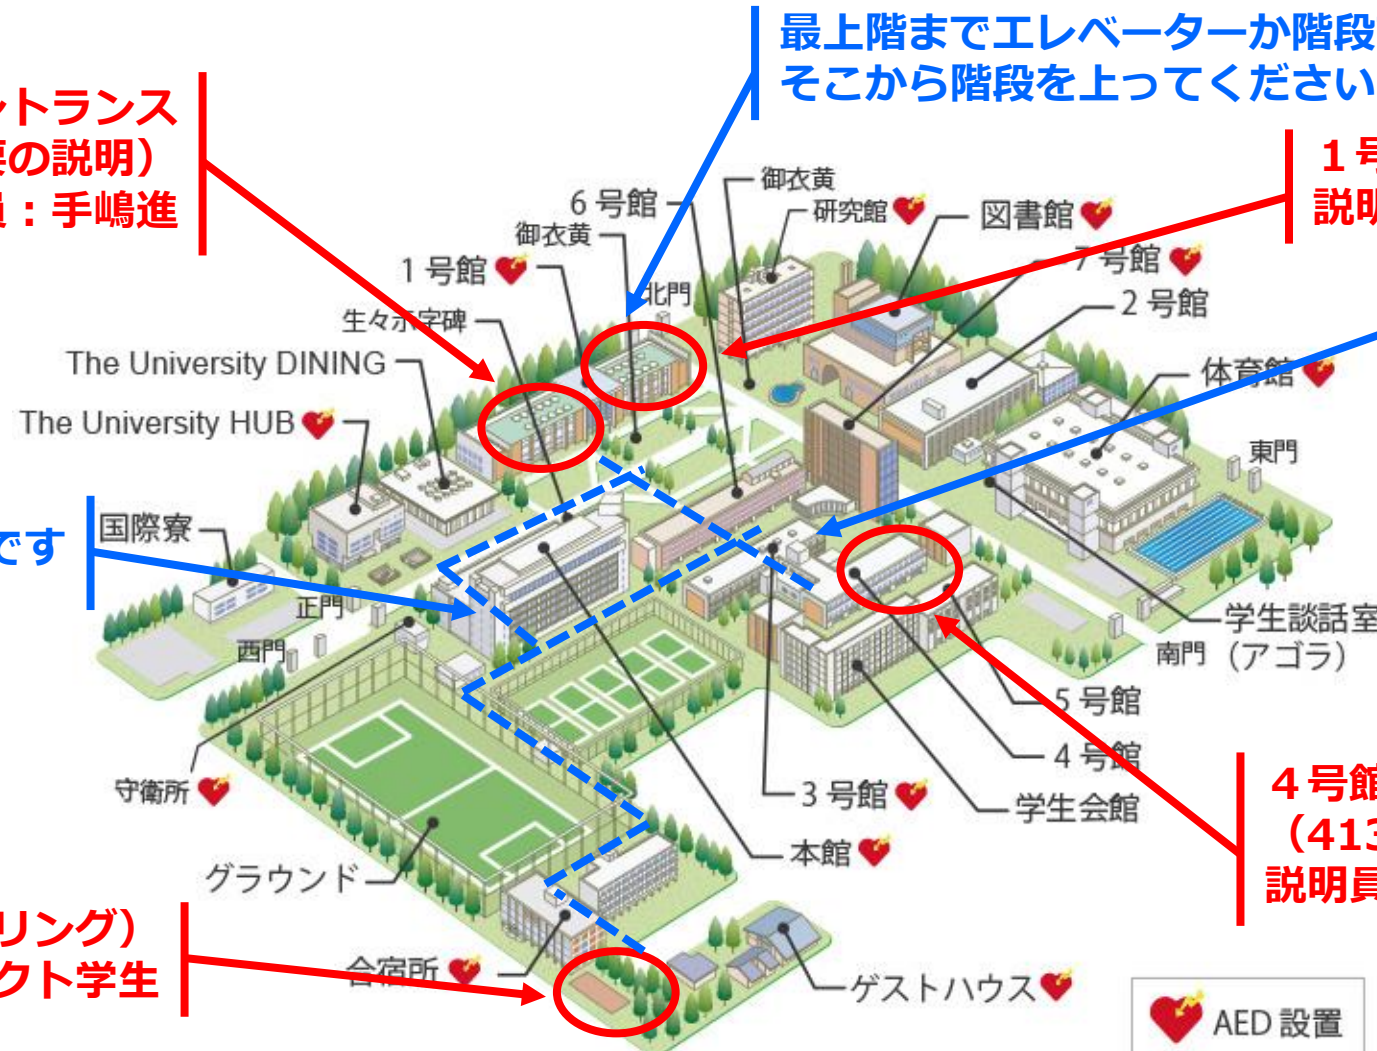 最上階までエレベーターか階段
そこから階段を上ってください
ントランス
要の説明）
員：手嶋進
１号
説明
御衣黄
研究館
6 号館
図書館
御衣黄
7 号館
1 号館
北門
2 号館
生々示字碑
The University DINING
体育館
The University HUB
東門
です
国際寮
正門
学生談話室
(アゴラ)
西門
南門
5 号館
4 号館
守衛所
3 号館
学生会館
４号館
（413
説明員
本館
グラウンド
リング）
クト学生
合宿所
ゲストハウス
AED 設置